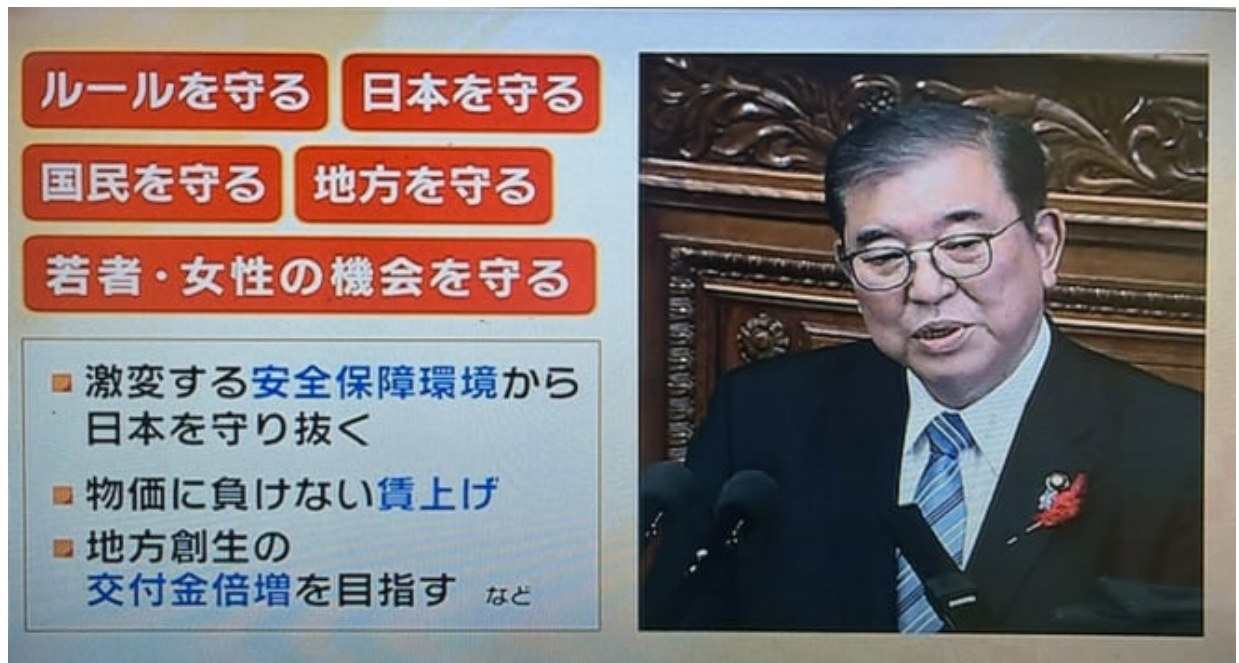 ルールを守る 日本を守る
国民を守る 地方を守る
若者・女性の機会を守る
■ 激変する安全保障環境から
日本を守り抜く
■ 物価に負けない賃上げ
■ 地方創生の
交付金倍増を目指す など